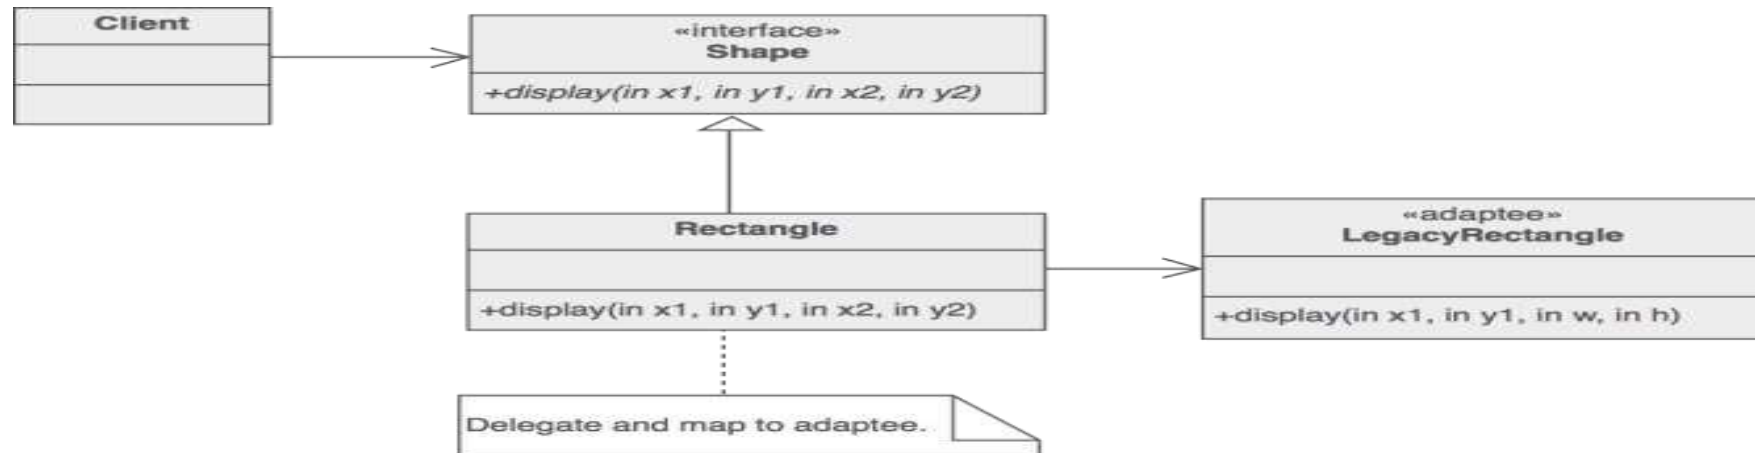 Client
«interface»
Shape
+display(in x1, in y1, in x2, in y2)
Rectangle
+display(in x1, in y1, in x2, in y2)
«adaptee»
LegacyRectangle
+display(in x1, in y1, in w, in h)
Delegate and map to adaptee.